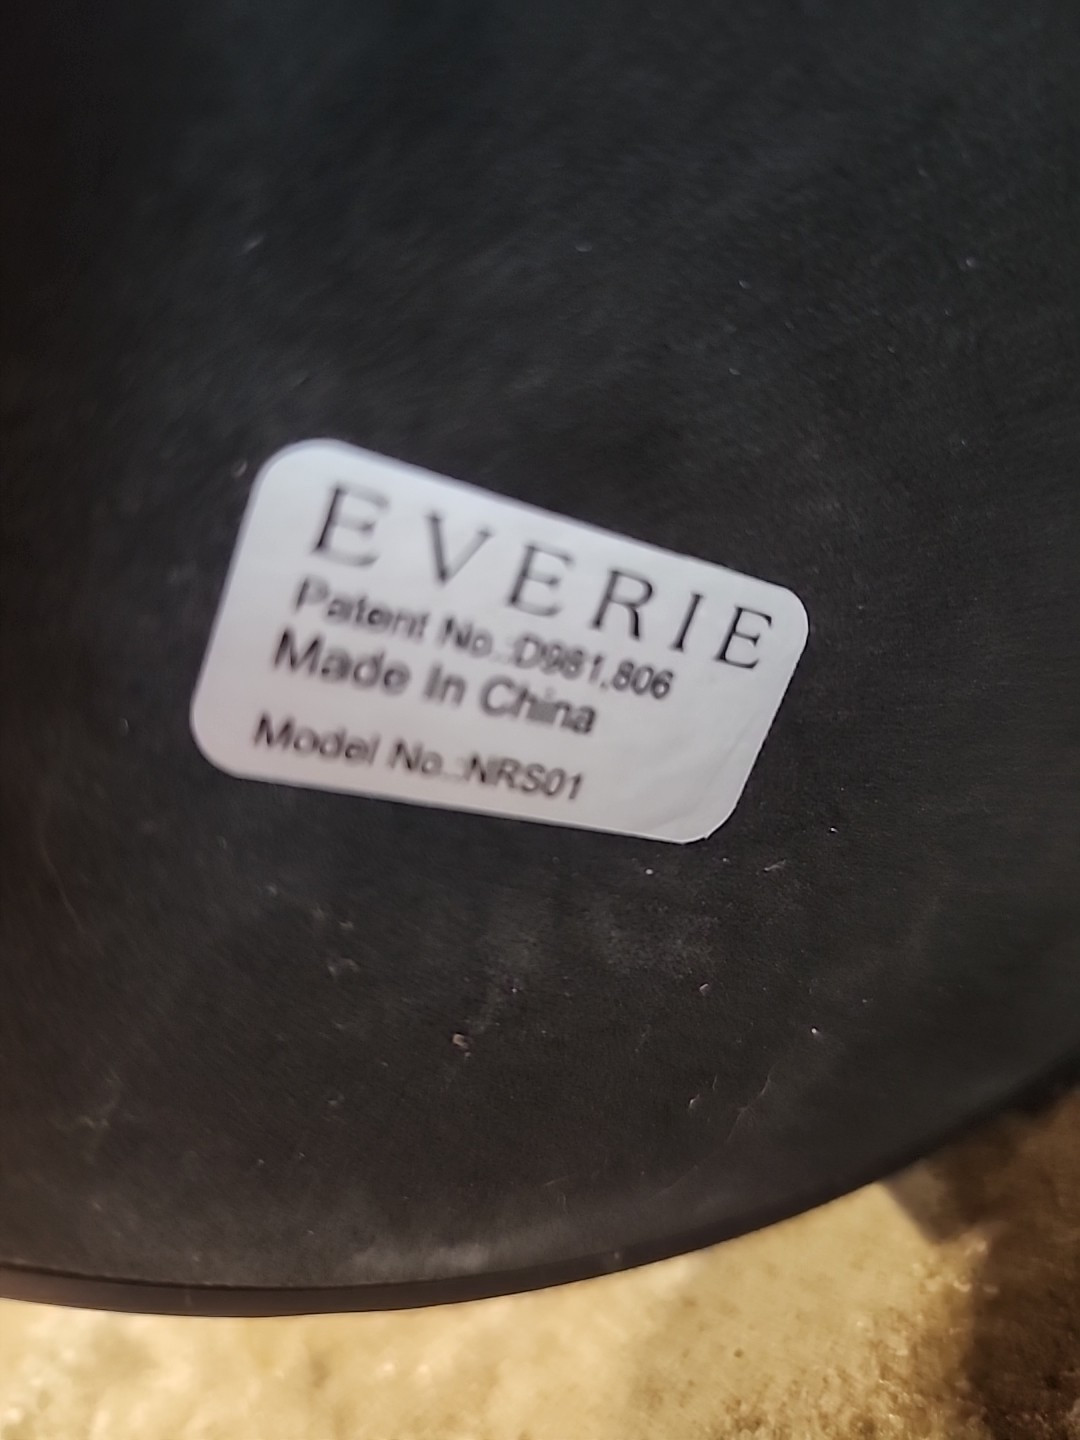 EVERIE
Patent No.:D981,806
Made In China
Model No.:NRS01